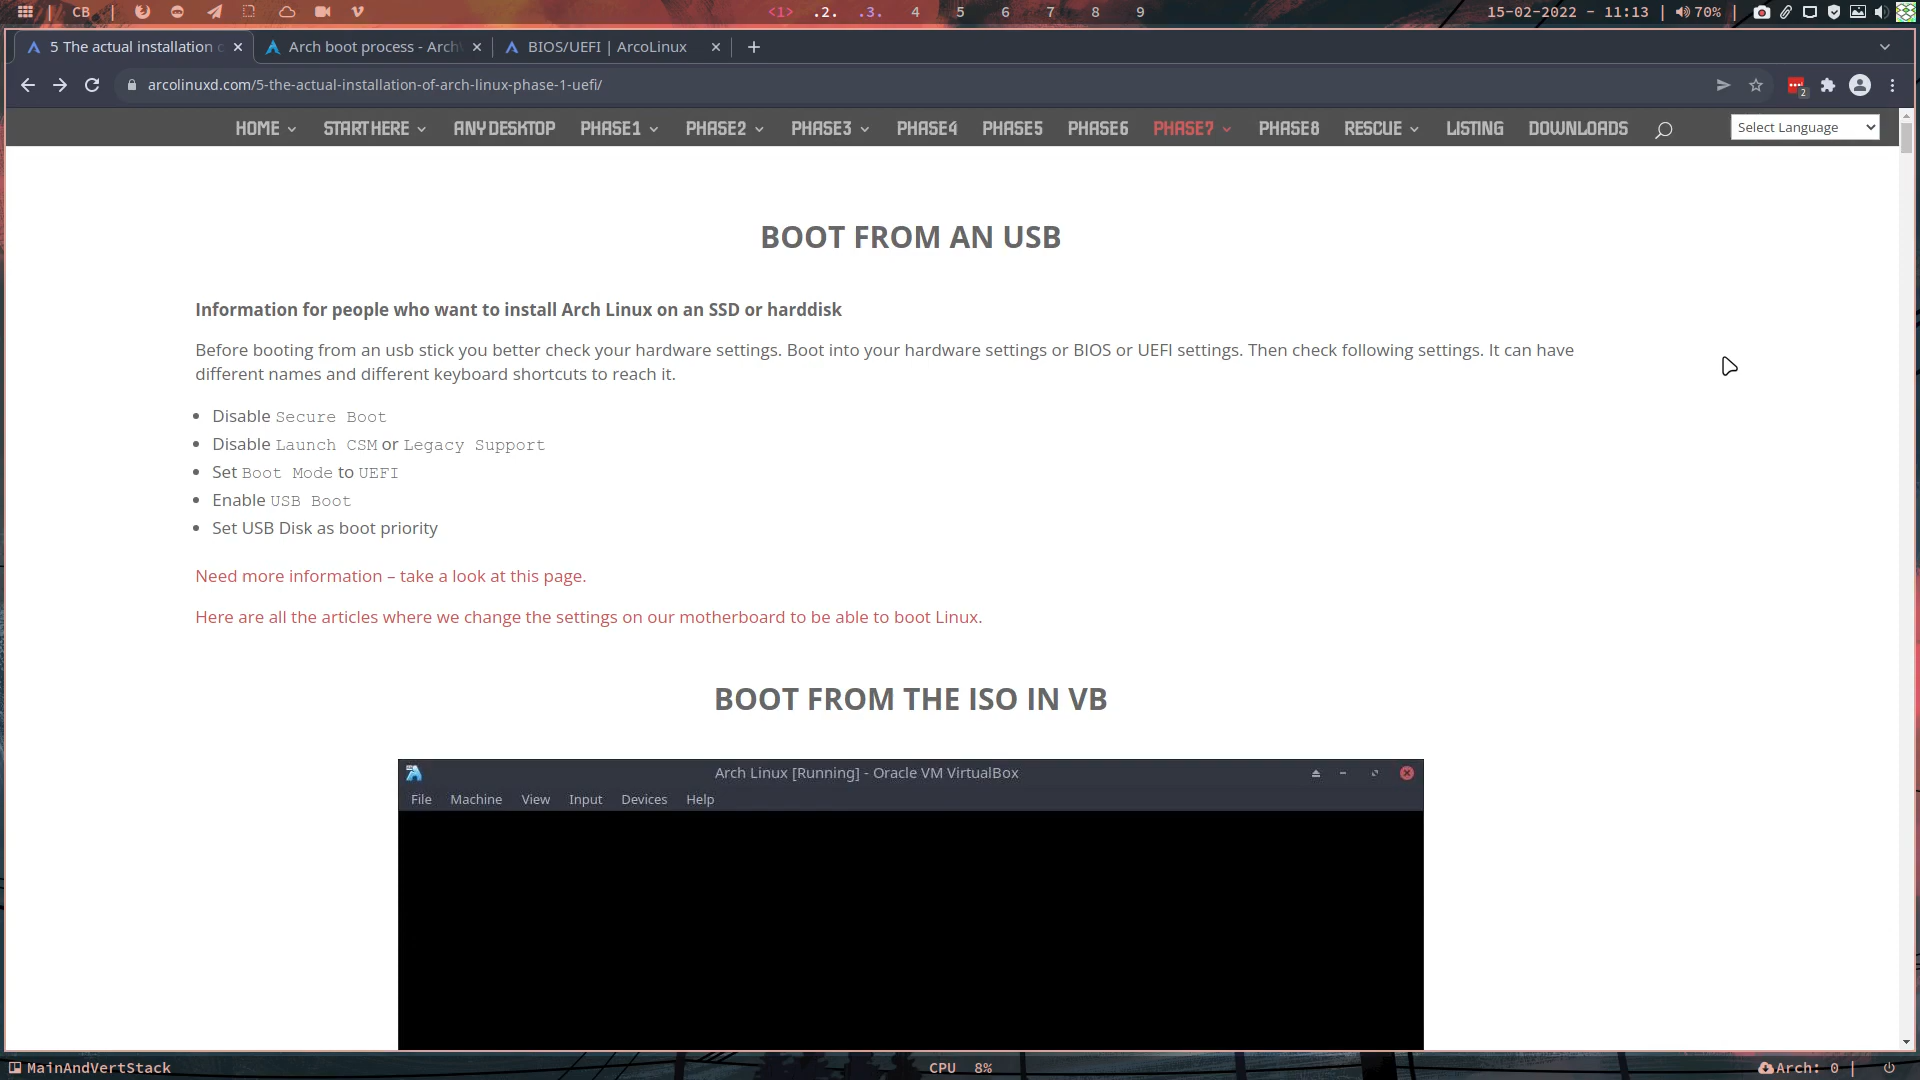 CB
<1> .2. .3. 4 5 6 7 8 9
15-02-2022 - 11:13 | 70% |
5 The actual installation
Arch boot process - Arch
BIOS/UEFI | ArcoLinux
arcolinuxd.com/5-the-actual-installation-of-arch-linux-phase-1-uefi/
2
HOME START HERE ANY DESKTOP PHASE1 PHASE2 PHASE3 PHASE4 PHASE5 PHASE6 PHASE7 PHASE8 RESCUE LISTING DOWNLOADS
Select Language
BOOT FROM AN USB
Information for people who want to install Arch Linux on an SSD or harddisk
Before booting from an usb stick you better check your hardware settings. Boot into your hardware settings or BIOS or UEFI settings. Then check following settings. It can have
different names and different keyboard shortcuts to reach it.
Disable Secure Boot
Disable Launch CSM or Legacy Support
Set Boot Mode to UEFI
Enable USB Boot
Set USB Disk as boot priority
Need more information – take a look at this page.
Here are all the articles where we change the settings on our motherboard to be able to boot Linux.
BOOT FROM THE ISO IN VB
Arch Linux [Running] - Oracle VM VirtualBox
File Machine View Input Devices Help
MainAndVertStack
CPU 8%
Arch: 0 |